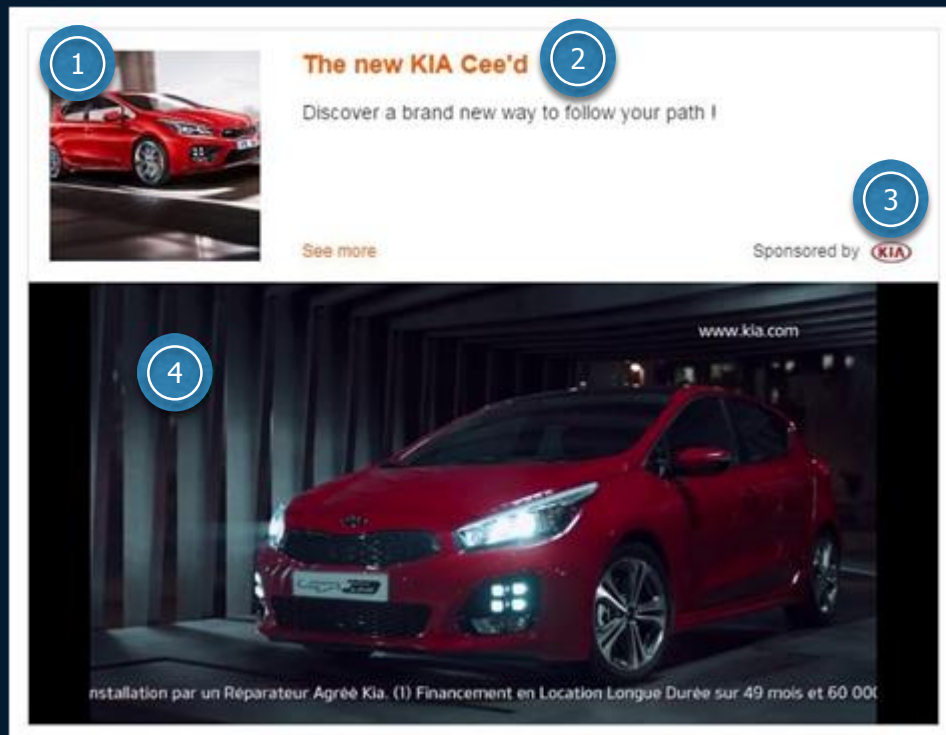 1
The new KIA Cee'd
2
Discover a brand new way to follow your path !
3
See more
Sponsored by KIA
www.kia.com
4
nstallation par un Réparateur Agréé Kia. (1) Financement en Location Longue Durée sur 49 mois et 60 000